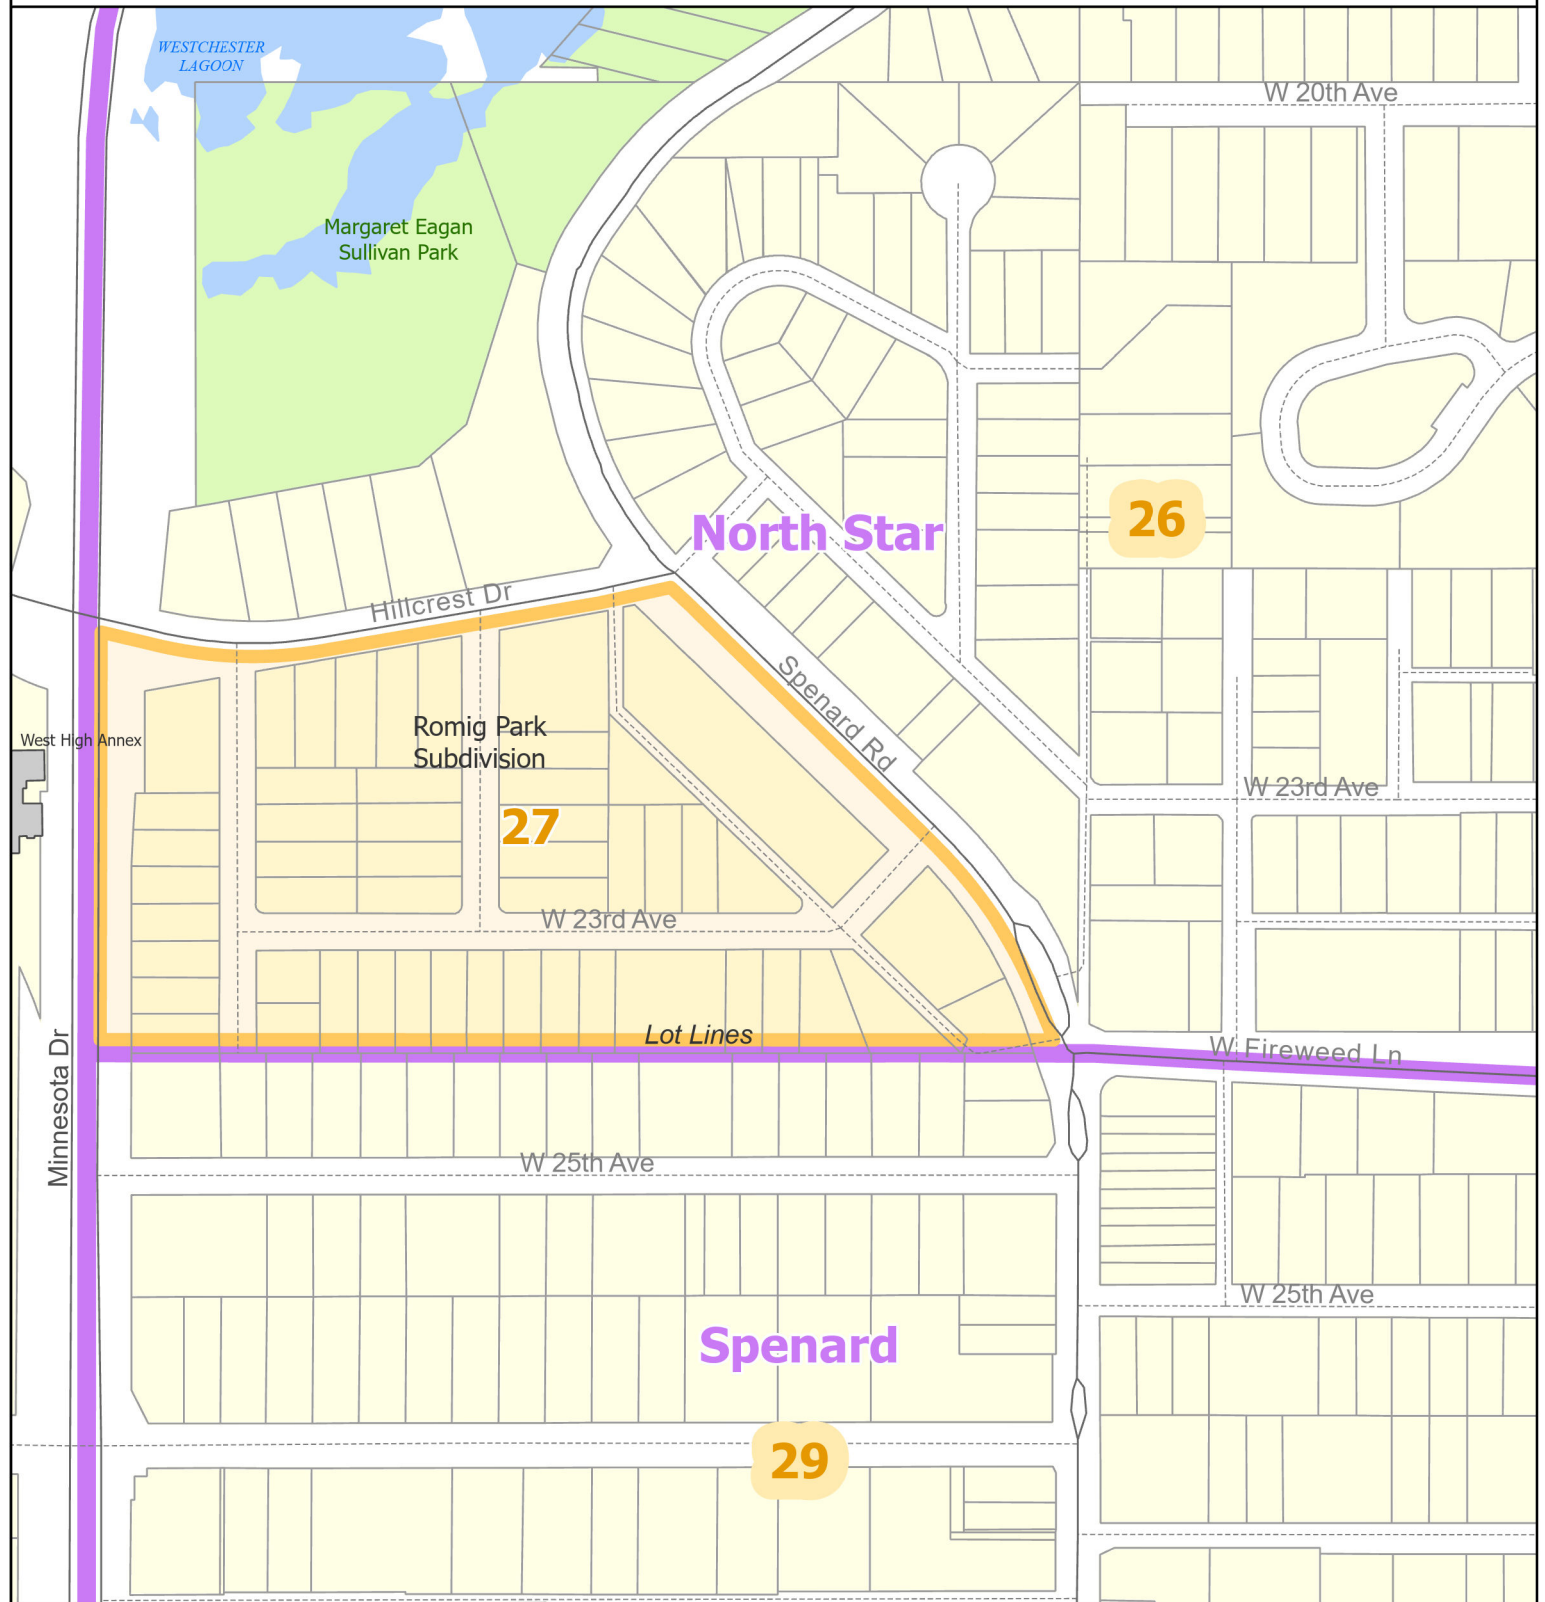 WESTCHESTER
LAGOON
W 20th Ave
Margaret Eagan
Sullivan Park
North Star
26
Hillcrest Dr
Spenard Rd
Romig Park
Subdivision
West High Annex
W 23rd Ave
27
W 23rd Ave
Lot Lines
Minnesota Dr
W Fireweed Ln
W 25th Ave
W 25th Ave
Spenard
29